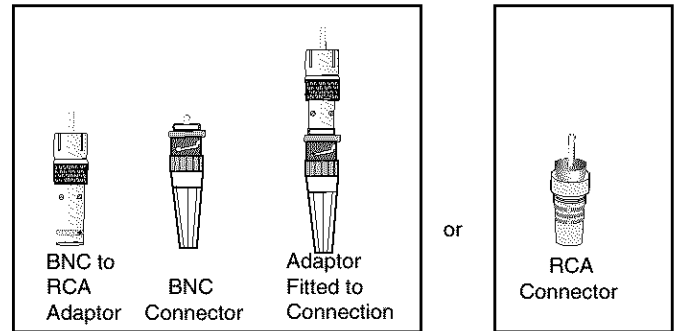 BNC to
RCA
Adaptor
BNC
Connector
Adaptor
Fitted to
Connection
or
RCA
Connector